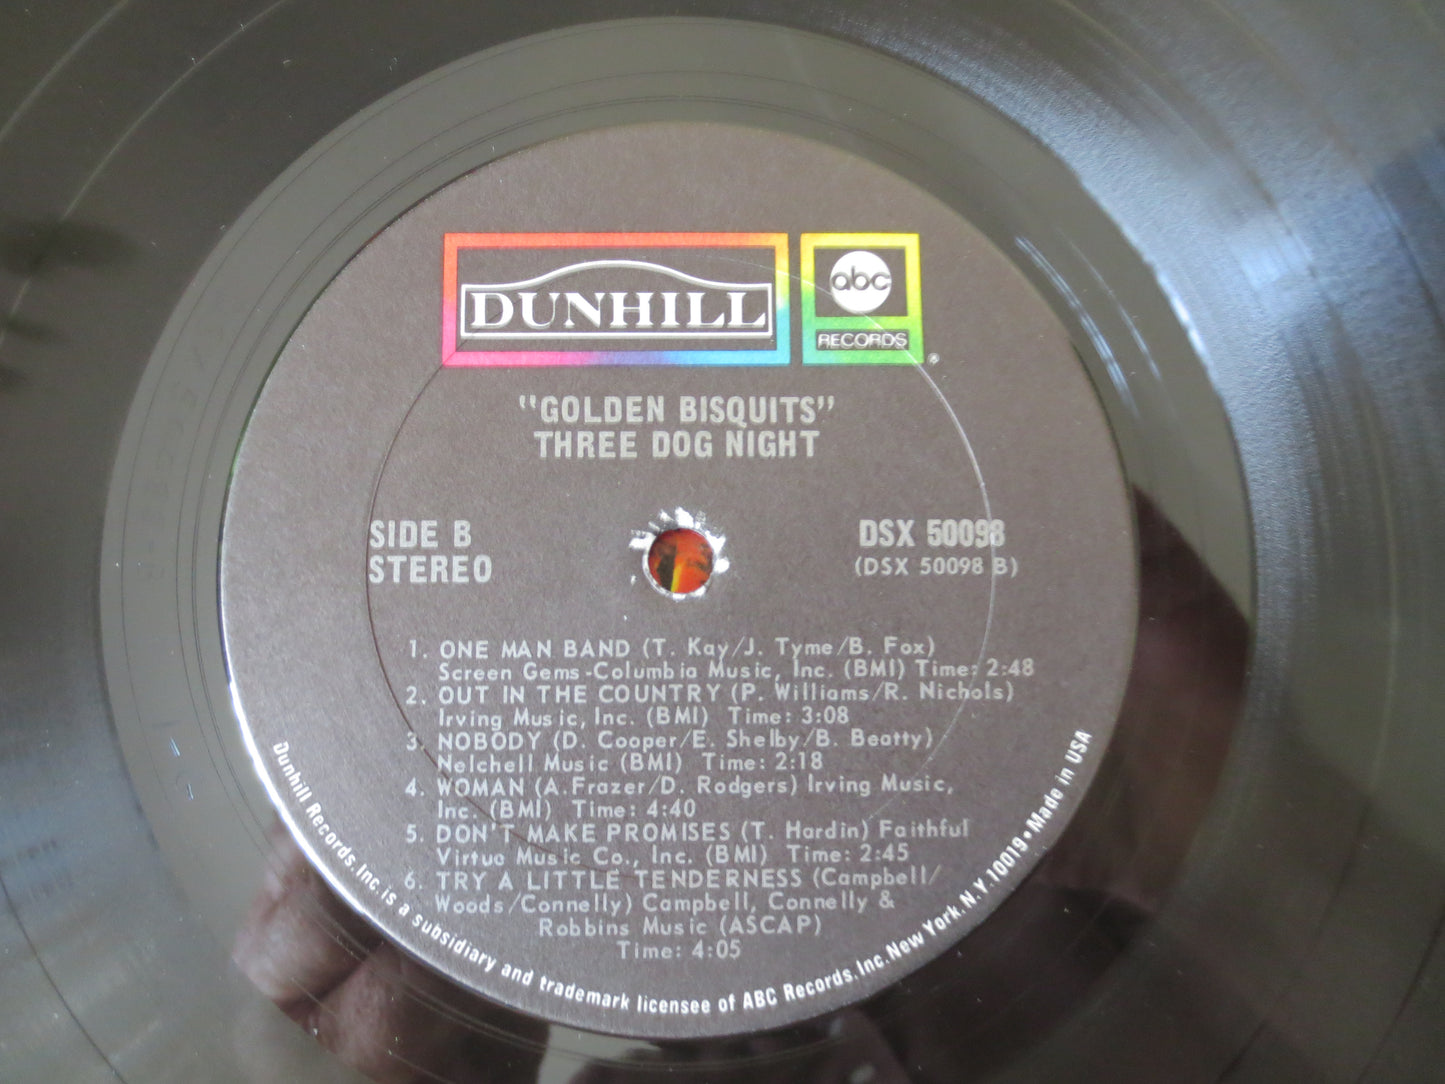 DUNHILL
abc
RECORDS
®
"GOLDEN BISQUITS"
THREE DOG NIGHT
SIDE B
STEREO
DSX 50098
(DSX 50098 B)
1. ONE MAN BAND (T. Kay/J. Tyme/B. Fox)
Screen Gems-Columbia Music, Inc. (BMI) Time: 2:48
2. OUT IN THE COUNTRY (P. Williams/R. Nichols)
Irving Music, Inc. (BMI) Time: 3:08
3. NOBODY (D. Cooper/E. Shelby/B. Beatty)
Nelchell Music (BMI) Time: 2:18
4. WOMAN (A. Frazer/D. Rodgers) Irving Music,
Inc. (BMI) Time: 4:40
5. DON'T MAKE PROMISES (T. Hardin) Faithful
Virtue Music Co., Inc. (BMI) Time: 2:45
6. TRY A LITTLE TENDERNESS (Campbell/
Woods/Connelly) Campbell, Connelly &
Robbins Music (ASCAP)
Time: 4:05
Dunhill Records, Inc. is a subsidiary and trademark licensee of ABC Records, Inc. New York, N.Y. 10019 • Made in USA